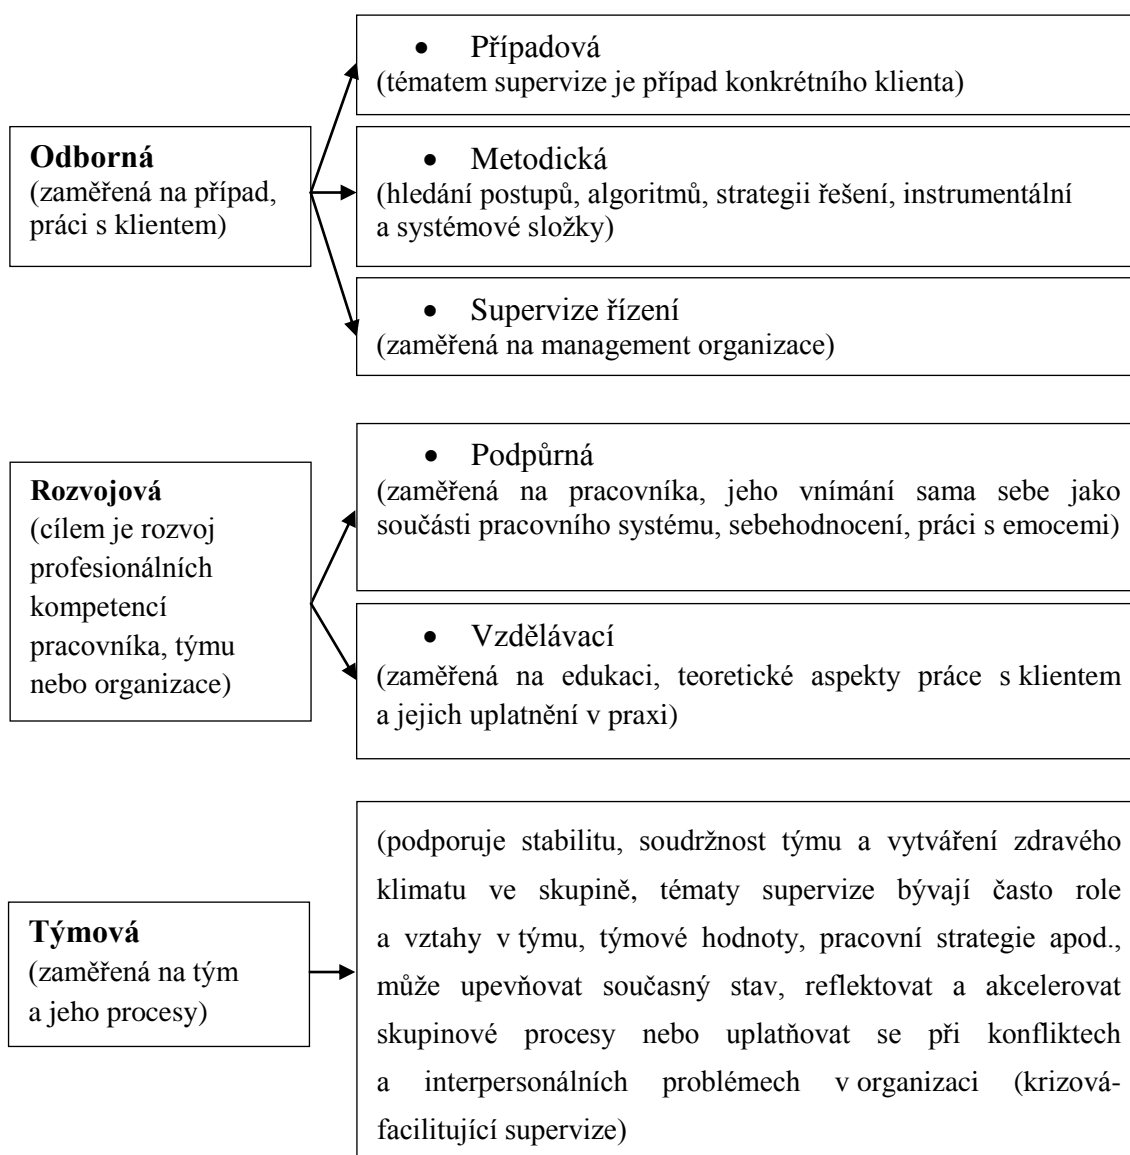 Odborná
(zaměřená na případ,
práci s klientem)
• Případová
(tématem supervize je případ konkrétního klienta)
• Metodická
(hledání postupů, algoritmů, strategii řešení, instrumentální
a systémové složky)
• Supervize řízení
(zaměřená na management organizace)
Rozvojová
(cílem je rozvoj
profesionálních
kompetencí
pracovníka, týmu
nebo organizace)
• Podpůrná
(zaměřená na pracovníka, jeho vnímání sama sebe jako
součásti pracovního systému, sebehodnocení, práci s emocemi)
• Vzdělávací
(zaměřená na edukaci, teoretické aspekty práce s klientem
a jejich uplatnění v praxi)
Týmová
(zaměřená na tým
a jeho procesy)
(podporuje stabilitu, soudržnost týmu a vytváření zdravého
klimatu ve skupině, tématy supervize bývají často role
a vztahy v týmu, týmové hodnoty, pracovní strategie apod.,
může upevňovat současný stav, reflektovat a akcelerovat
skupinové procesy nebo uplatňovat se při konfliktech
a interpersonálních problémech v organizaci (krizová-
facilitující supervize)